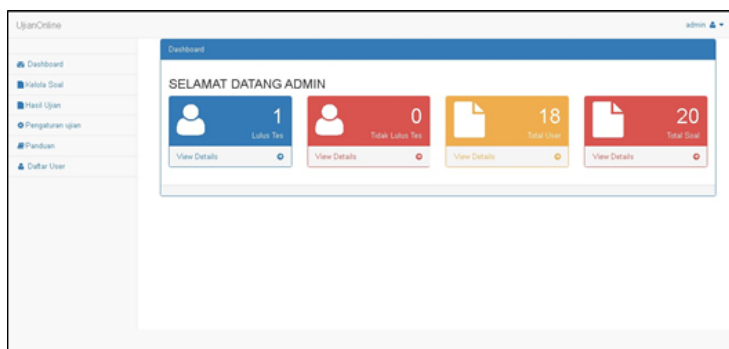 UjianOnline
admin
Dashboard
Kelola Soal
Hasil Ujian
Pengaturan ujian
Panduan
Daftar User
Dashboard
SELAMAT DATANG ADMIN
1
Lulus Tes
View Details
0
Tidak Lulus Tes
View Details
18
Total User
View Details
20
Total Soal
View Details